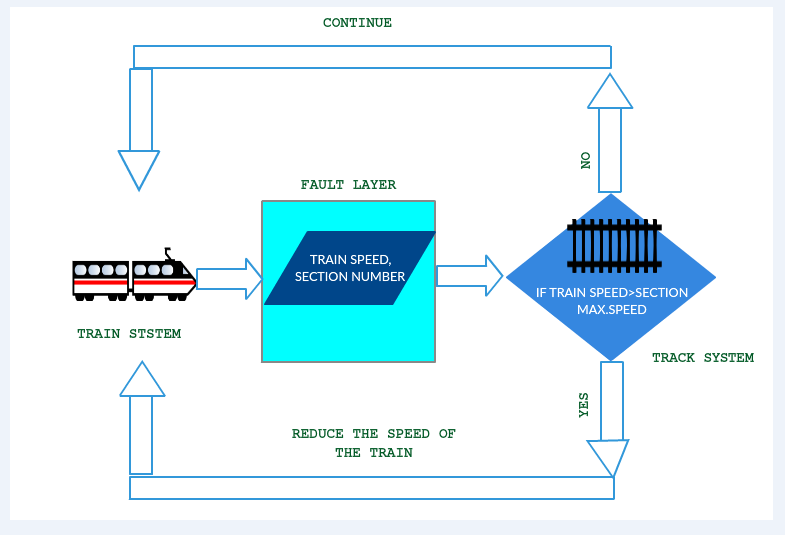 CONTINUE
NO
FAULT LAYER
TRAIN SPEED,
SECTION NUMBER
IF TRAIN SPEED>SECTION
MAX.SPEED
TRAIN STSTEM
TRACK SYSTEM
YES
REDUCE THE SPEED OF
THE TRAIN